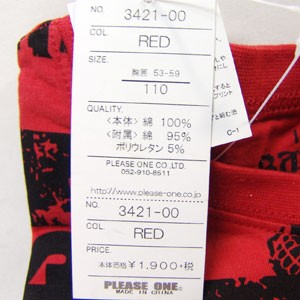 NO. 3421-00
COL. RED
SIZE.
胸囲 53-59
110
QUALITY.
〈本体〉綿 100%
〈附属〉綿 95%
ポリウレタン 5%
PLEASE ONE CO.,LTD.
052-910-8511
http://www.please-one.co.jp/
NO. 3421-00
COL. RED
PRICE.
本体価格 ¥1,900+税
PLEASE ONE.
MADE IN CHINA
C-1